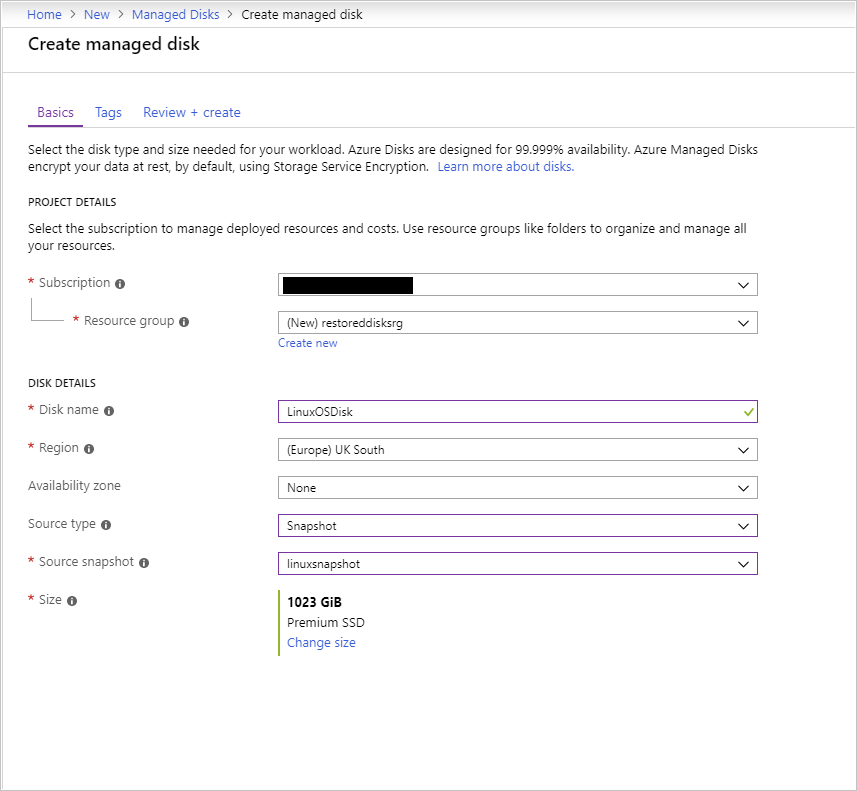 Home > New > Managed Disks > Create managed disk
Create managed disk
Basics Tags Review + create
Select the disk type and size needed for your workload. Azure Disks are designed for 99.999% availability. Azure Managed Disks
encrypt your data at rest, by default, using Storage Service Encryption. Learn more about disks.
PROJECT DETAILS
Select the subscription to manage deployed resources and costs. Use resource groups like folders to organize and manage all
your resources.
* Subscription
* Resource group (New) restoreddisksrg
Create new
DISK DETAILS
* Disk name LinuxOSDisk
* Region (Europe) UK South
Availability zone None
Source type Snapshot
* Source snapshot linuxsnapshot
* Size 1023 GiB
Premium SSD
Change size